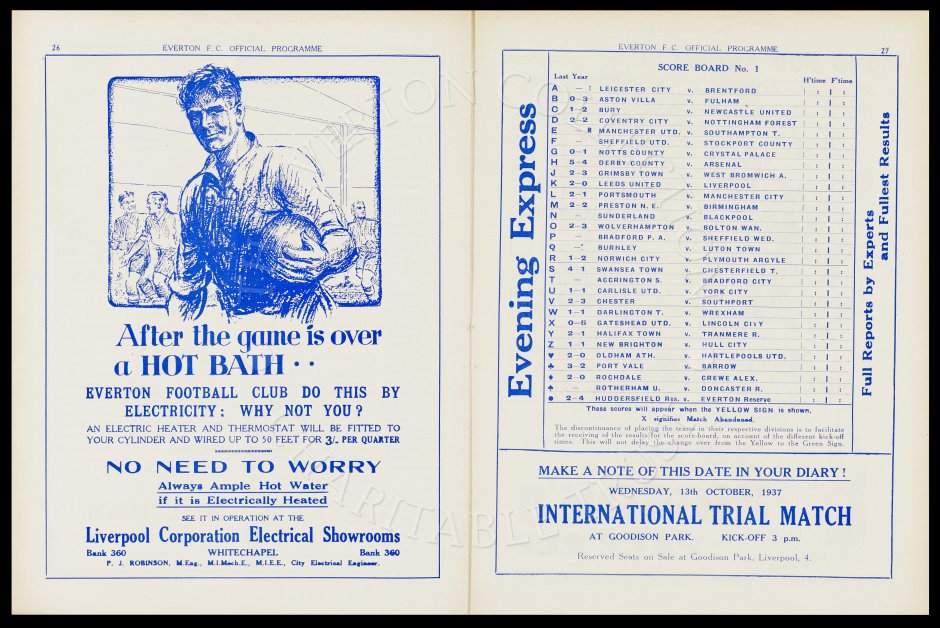 26
EVERTON F.C. OFFICIAL PROGRAMME
After the game is over
a HOT BATH · ·
EVERTON FOOTBALL CLUB DO THIS BY
ELECTRICITY: WHY NOT YOU?
AN ELECTRIC HEATER AND THERMOSTAT WILL BE FITTED TO
YOUR CYLINDER AND WIRED UP TO 50 FEET FOR 3/- PER QUARTER
NO NEED TO WORRY
Always Ample Hot Water
if it is Electrically Heated
SEE IT IN OPERATION AT THE
Liverpool Corporation Electrical Showrooms
Bank 360 WHITECHAPEL Bank 360
P. J. ROBINSON, M.Eng., M.I.Mech.E., M.I.E.E., City Electrical Engineer.
EVERTON F.C. OFFICIAL PROGRAMME
27
Evening Express
SCORE BOARD No. 1
Last Year H'time F'time
A — LEICESTER CITY v. BRENTFORD
B 0—3 ASTON VILLA v. FULHAM
C 1—2 BURY v. NEWCASTLE UNITED
D 2—2 COVENTRY CITY v. NOTTINGHAM FOREST
E — MANCHESTER UTD. v. SOUTHAMPTON T.
F — SHEFFIELD UTD. v. STOCKPORT COUNTY
G 0—1 NOTTS COUNTY v. CRYSTAL PALACE
H 5—4 DERBY COUNTY v. ARSENAL
J 2—3 GRIMSBY TOWN v. WEST BROMWICH A.
K 2—0 LEEDS UNITED v. LIVERPOOL
L 2—1 PORTSMOUTH v. MANCHESTER CITY
M 2—2 PRESTON N.E. v. BIRMINGHAM
N — SUNDERLAND v. BLACKPOOL
O 2—3 WOLVERHAMPTON v. BOLTON WAN.
P — BRADFORD P. A. v. SHEFFIELD WED.
Q — BURNLEY v. LUTON TOWN
R 1—2 NORWICH CITY v. PLYMOUTH ARGYLE
S 4—1 SWANSEA TOWN v. CHESTERFIELD T.
T — ACCRINGTON S. v. BRADFORD CITY
U 1—1 CARLISLE UTD. v. YORK CITY
V 2—3 CHESTER v. SOUTHPORT
W 1—1 DARLINGTON T. v. WREXHAM
X 0—5 GATESHEAD UTD. v. LINCOLN CITY
Y 2—1 HALIFAX TOWN v. TRANMERE R.
Z 1—1 NEW BRIGHTON v. HULL CITY
♥ 2—0 OLDHAM ATH. v. HARTLEPOOLS UTD.
♣ 3—2 PORT VALE v. BARROW
♦ 2—0 ROCHDALE v. CREWE ALEX.
♠ — ROTHERHAM U. v. DONCASTER R.
● 2—4 HUDDERSFIELD Res. v. EVERTON Reserve
These scores will appear when the YELLOW SIGN is shown.
X signifies Match Abandoned.
The discontinuance of placing the teams in their respective divisions is to facilitate
the receiving of the results for the score-board, on account of the different kick-off
times. This will not delay the change over from the Yellow to the Green Sign.
Full Reports by Experts
and Fullest Results
MAKE A NOTE OF THIS DATE IN YOUR DIARY!
WEDNESDAY, 13th OCTOBER, 1937
INTERNATIONAL TRIAL MATCH
AT GOODISON PARK. KICK-OFF 3 p.m.
Reserved Seats on Sale at Goodison Park, Liverpool, 4.